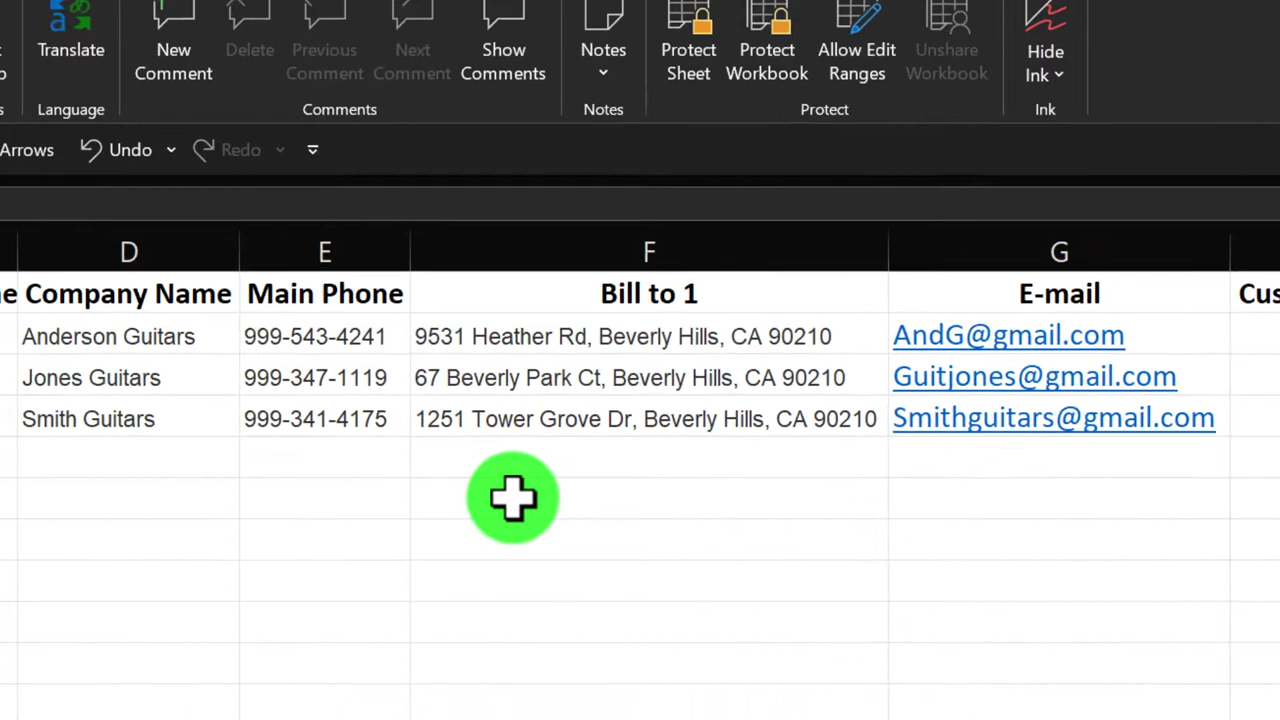 Translate
New Comment
Delete
Previous Comment
Next Comment
Show Comments
Notes
Protect Sheet
Protect Workbook
Allow Edit Ranges
Unshare Workbook
Hide Ink
Language
Comments
Notes
Protect
Ink
Arrows Undo Redo
D E F G
Company Name Main Phone Bill to 1 E-mail
Anderson Guitars 999-543-4241 9531 Heather Rd, Beverly Hills, CA 90210 AndG@gmail.com
Jones Guitars 999-347-1119 67 Beverly Park Ct, Beverly Hills, CA 90210 Guitjones@gmail.com
Smith Guitars 999-341-4175 1251 Tower Grove Dr, Beverly Hills, CA 90210 Smithguitars@gmail.com